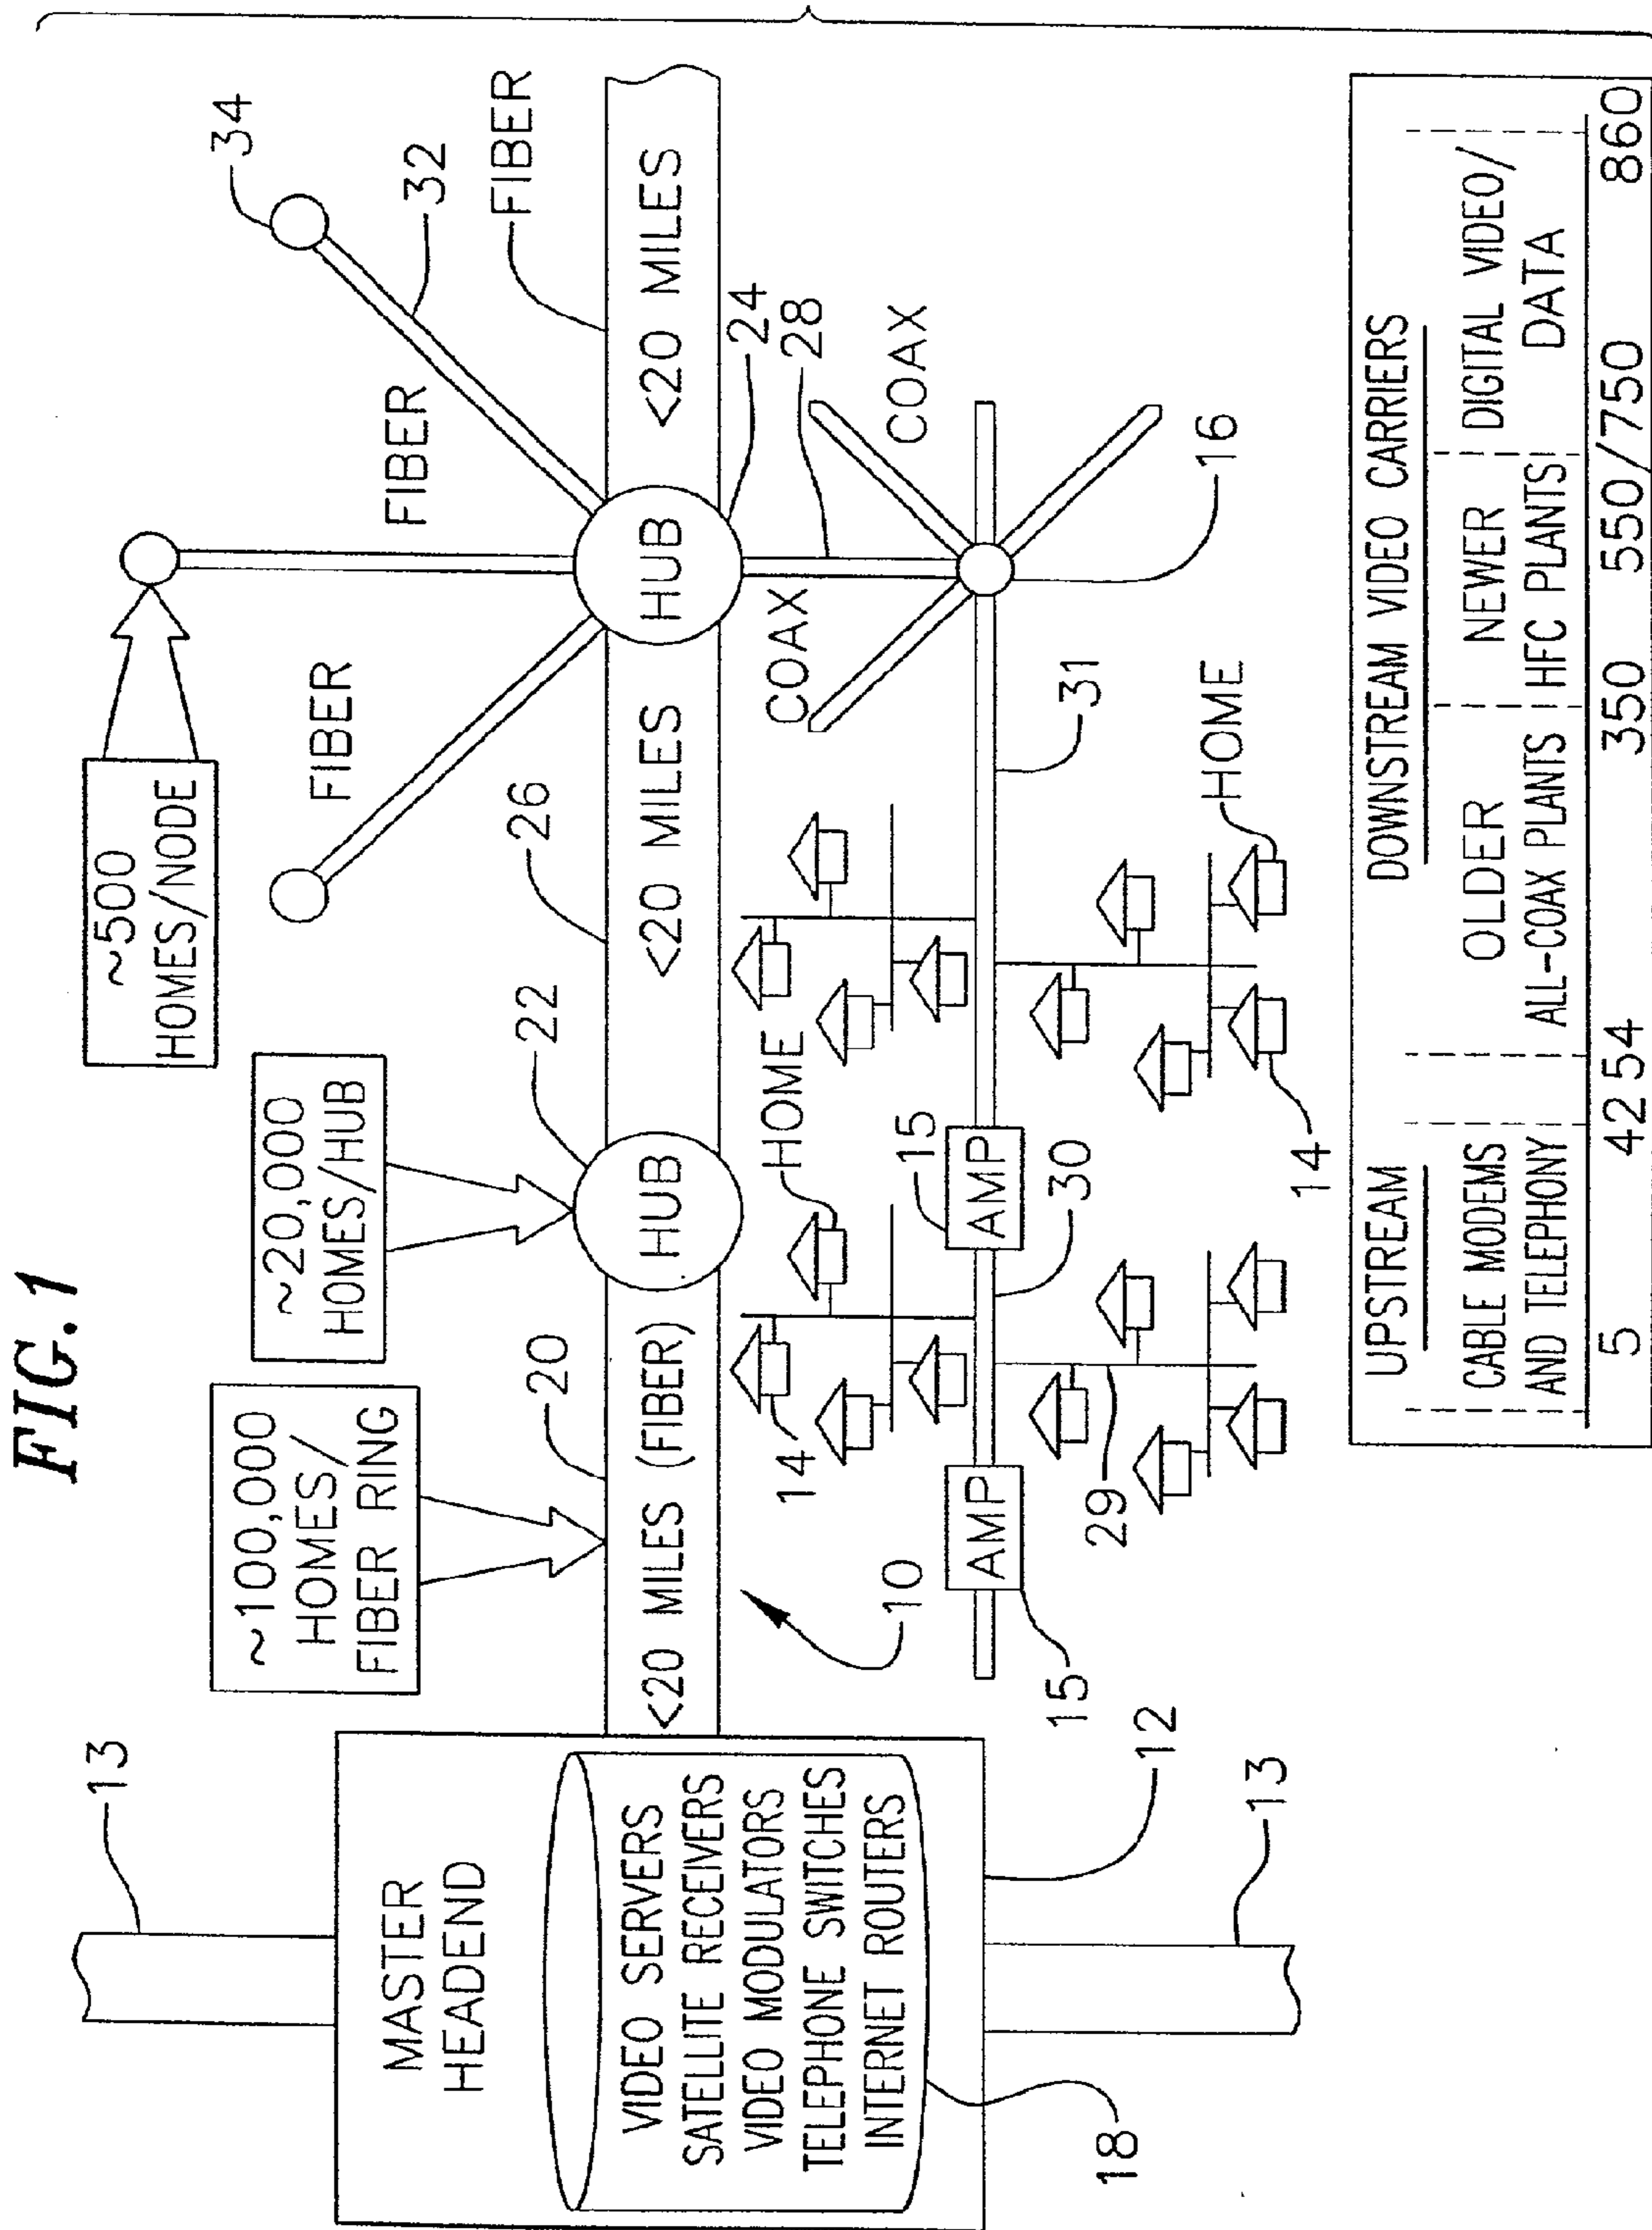 FIG.1
~100,000
HOMES/
FIBER RING
~20,000
HOMES/HUB
~500
HOMES/NODE
13
MASTER
HEADEND
VIDEO SERVERS
SATELLITE RECEIVERS
VIDEO MODULATORS
TELEPHONE SWITCHES
INTERNET ROUTERS
18
12
13
<20 MILES (FIBER)
20
HUB
22
<20 MILES
26
HUB
24
<20 MILES
FIBER
FIBER
FIBER
32
34
10
COAX
28
COAX
16
31
14
HOME
HOME
15
AMP
15
AMP
30
29
14
UPSTREAM
DOWNSTREAM VIDEO CARRIERS
CABLE MODEMS
AND TELEPHONY
OLDER
ALL-COAX PLANTS
NEWER
HFC PLANTS
DIGITAL VIDEO/
DATA
5
42
54
350
550/750
860